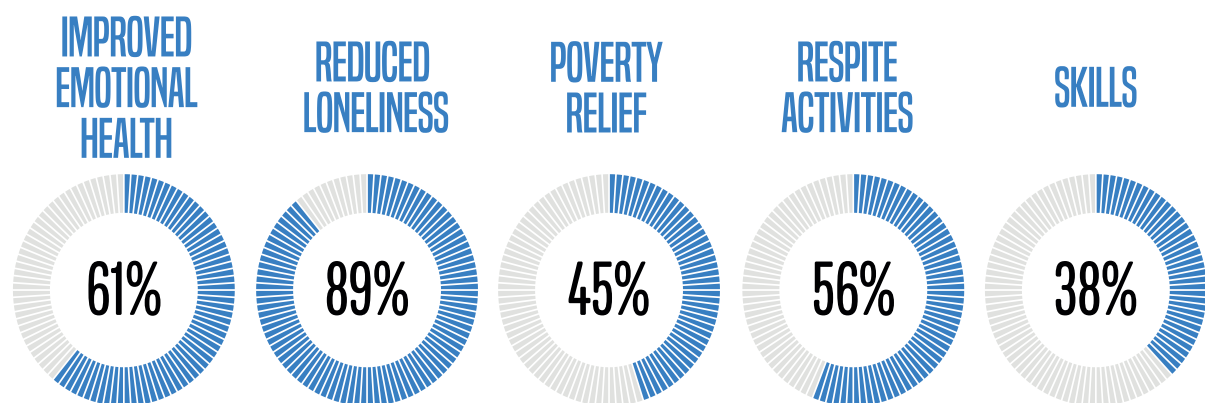 IMPROVED
EMOTIONAL
HEALTH
61%
REDUCED
LONELINESS
89%
POVERTY
RELIEF
45%
RESPITE
ACTIVITIES
56%
SKILLS
38%